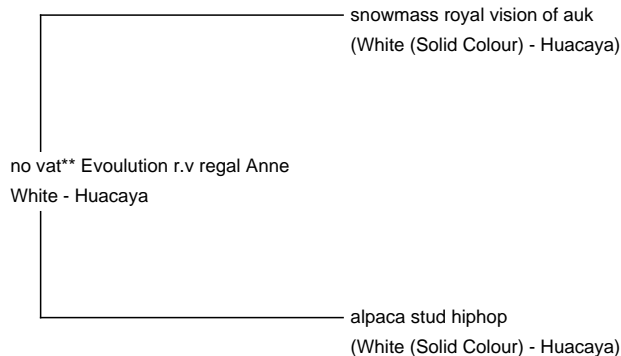 snowmass royal vision of auk
(White (Solid Colour) - Huacaya)
no vat** Evoulution r.v regal Anne
White - Huacaya
alpaca stud hiphop
(White (Solid Colour) - Huacaya)